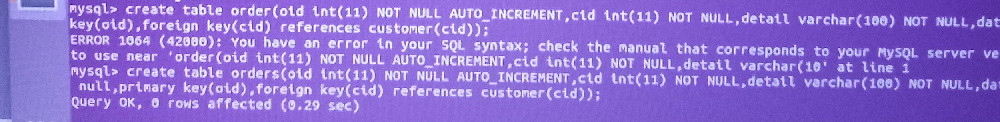 mysql> create table order(oid int(11) NOT NULL AUTO_INCREMENT,cid int(11) NOT NULL,detail varchar(100) NOT NULL,dat
key(oid),foreign key(cid) references customer(cid));
ERROR 1064 (42000): You have an error in your SQL syntax; check the manual that corresponds to your MySQL server ve
to use near 'order(oid int(11) NOT NULL AUTO_INCREMENT,cid int(11) NOT NULL,detail varchar(10' at line 1
mysql> create table orders(oid int(11) NOT NULL AUTO_INCREMENT,cid int(11) NOT NULL,detail varchar(100) NOT NULL,dat
null,primary key(oid),foreign key(cid) references customer(cid));
Query OK, 0 rows affected (0.29 sec)